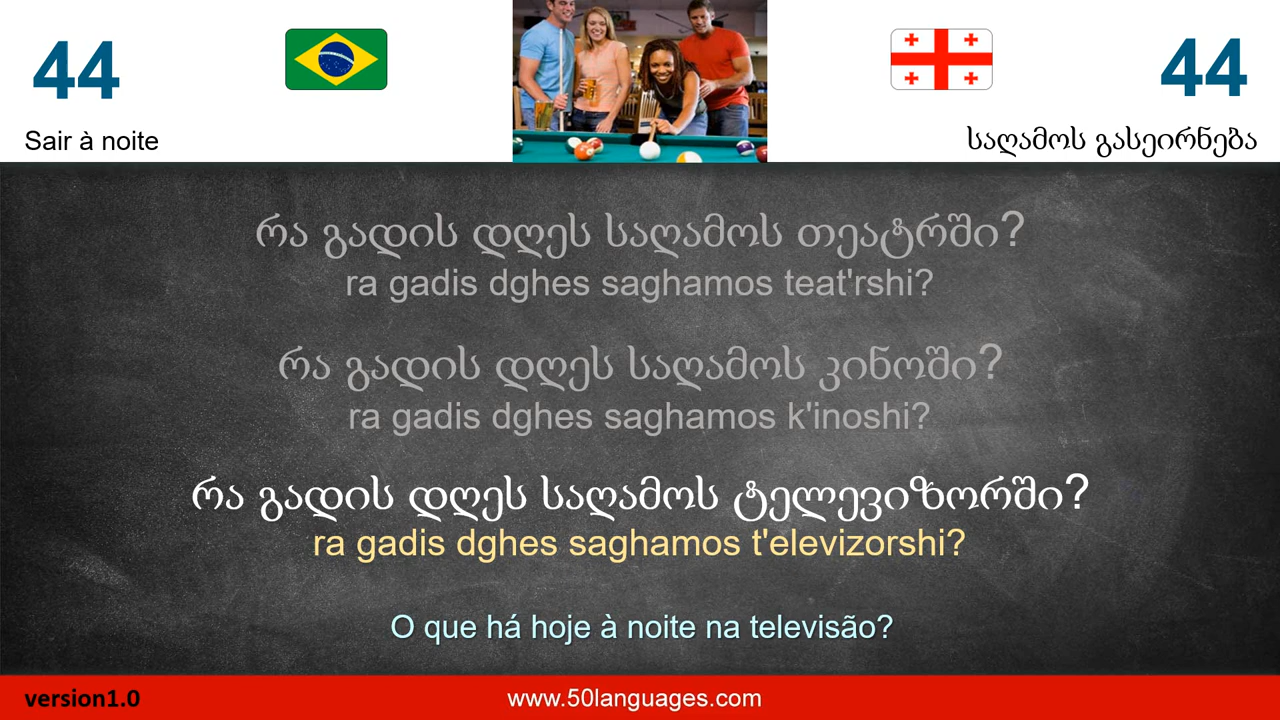 44
44
Sair à noite
საღამოს გასეირნება
რა გადის დღეს საღამოს თეატრში?
ra gadis dghes saghamos teat'rshi?
რა გადის დღეს საღამოს კინოში?
ra gadis dghes saghamos k'inoshi?
რა გადის დღეს საღამოს ტელევიზორში?
ra gadis dghes saghamos t'elevizorshi?
O que há hoje à noite na televisão?
version1.0
www.50languages.com